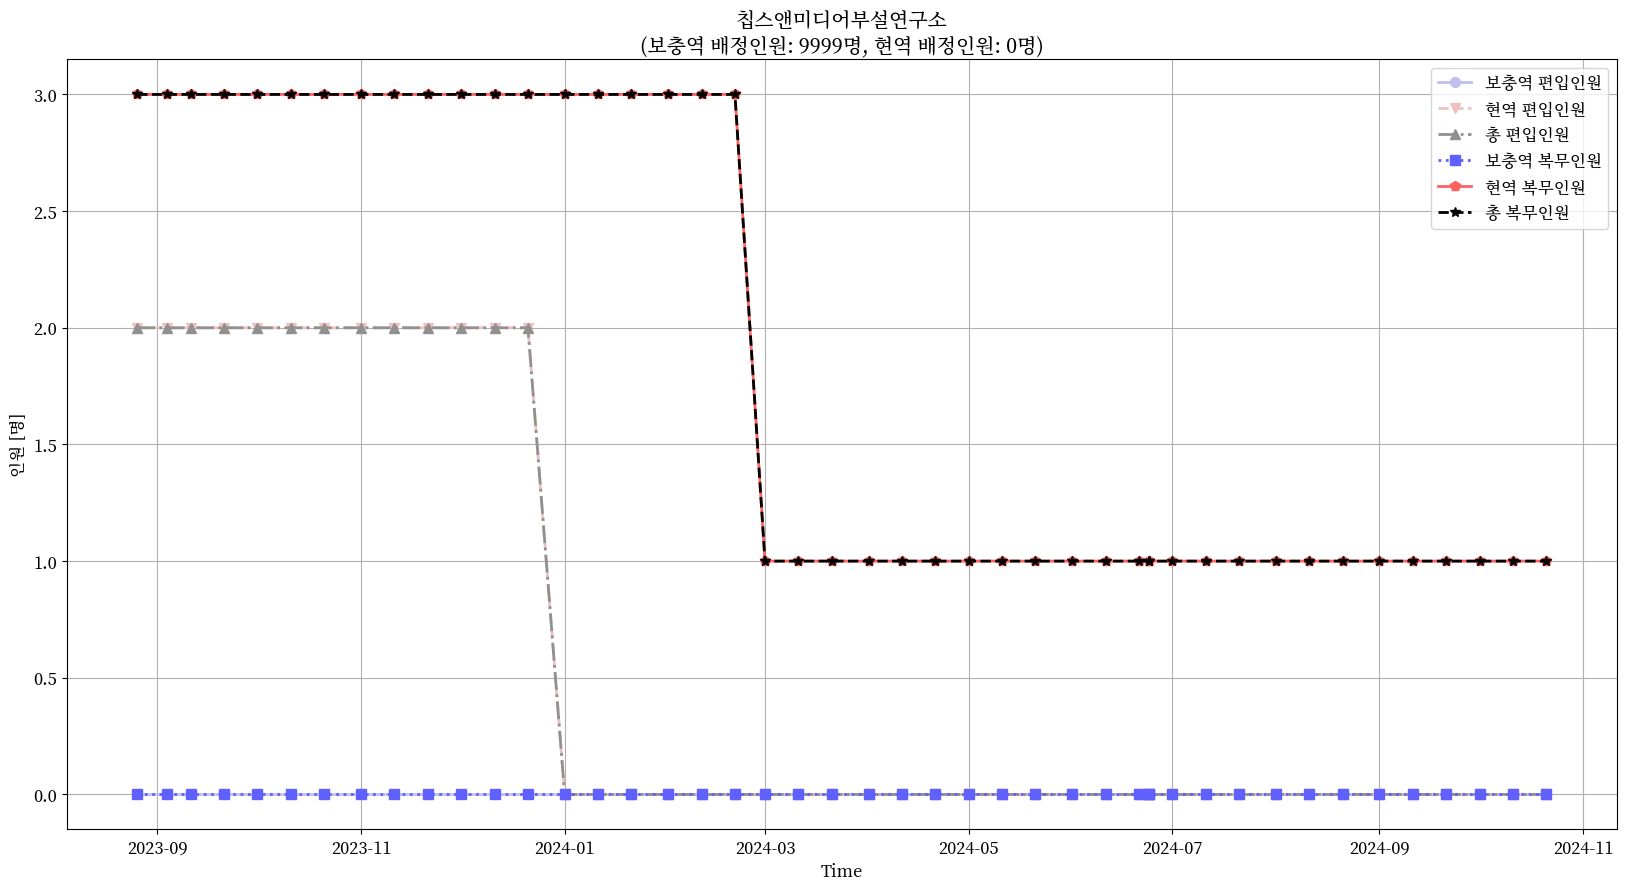 칩스앤미디어부설연구소
(보충역 배정인원: 9999명, 현역 배정인원: 0명)
보충역 편입인원
현역 편입인원
총 편입인원
보충역 복무인원
현역 복무인원
총 복무인원
인원 [명]
3.0
2.5
2.0
1.5
1.0
0.5
0.0
2023-09
2023-11
2024-01
2024-03
2024-05
2024-07
2024-09
2024-11
Time